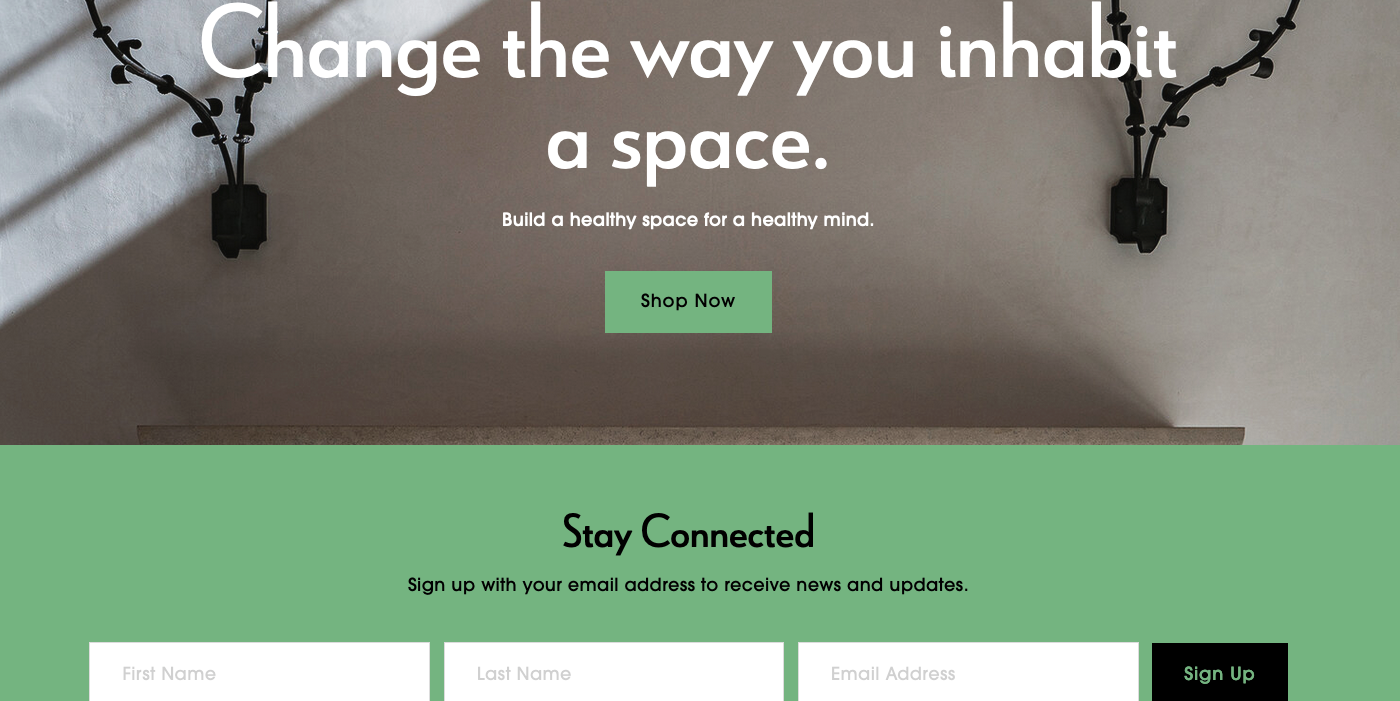 Change the way you inhabit
a space.
Build a healthy space for a healthy mind.
Shop Now
Stay Connected
Sign up with your email address to receive news and updates.
First Name
Last Name
Email Address
Sign Up